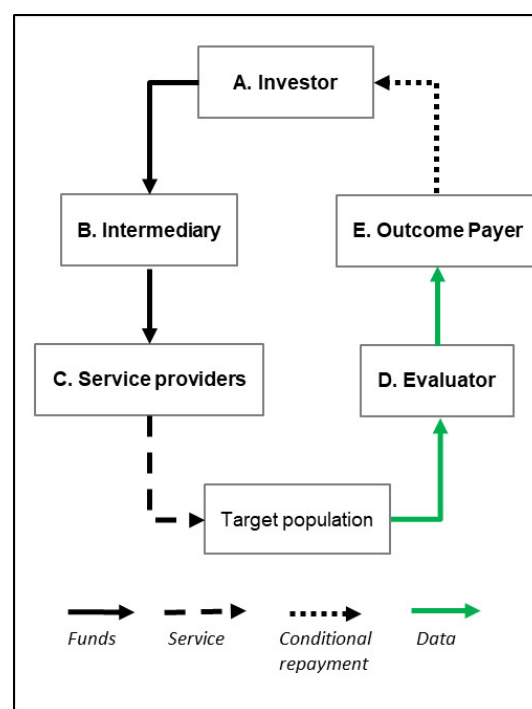 A. Investor
B. Intermediary
E. Outcome Payer
C. Service providers
D. Evaluator
Target population
Funds
Service
Conditional
repayment
Data